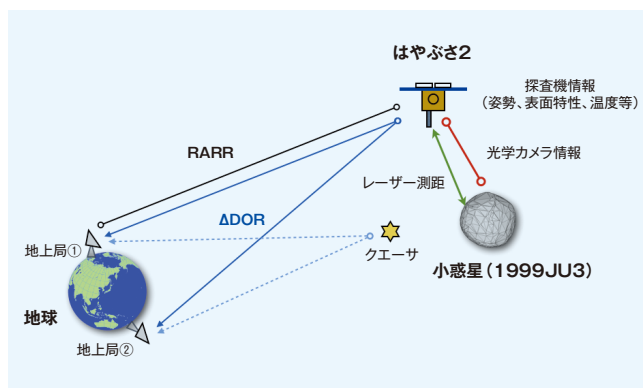 はやぶさ2
探査機情報
(姿勢、表面特性、温度等)
RARR
光学カメラ情報
レーザー測距
ΔDOR
地上局①
クエーサ
小惑星(1999JU3)
地球
地上局②